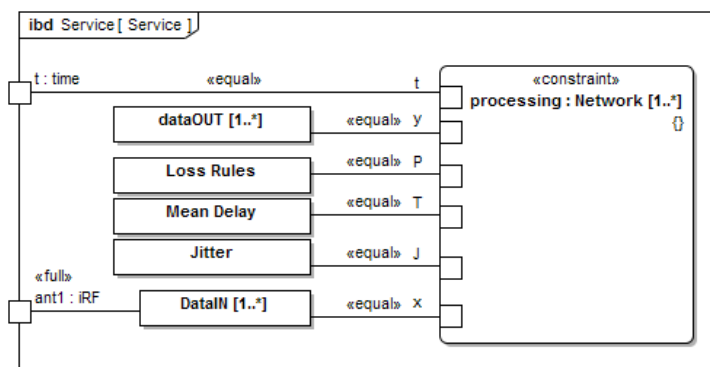 ibd Service [ Service ]
t : time «equal» t
«constraint»
processing : Network [1..*]
{}
dataOUT [1..*] «equal» y
Loss Rules «equal» P
Mean Delay «equal» T
Jitter «equal» J
«full»
ant1 : iRF
DataIN [1..*] «equal» x